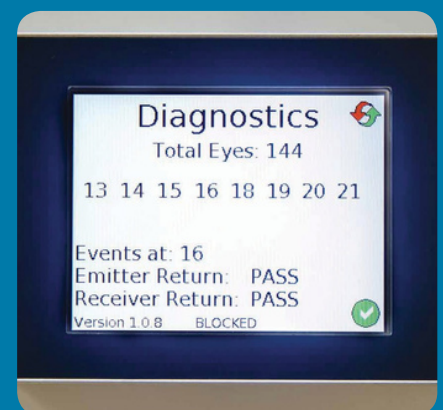 Diagnostics
Total Eyes: 144
13 14 15 16 18 19 20 21
Events at: 16
Emitter Return: PASS
Receiver Return: PASS
Version 1.0.8 BLOCKED